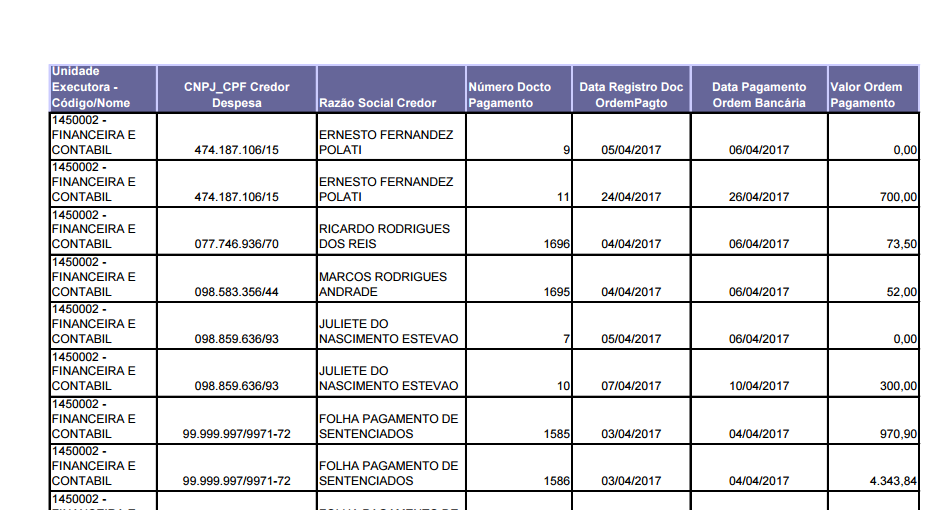 Unidade Executora - Código/Nome CNPJ_CPF Credor Despesa Razão Social Credor Número Docto Pagamento Data Registro Doc OrdemPagto Data Pagamento Ordem Bancária Valor Ordem Pagamento
1450002 -
FINANCEIRA E ERNESTO FERNANDEZ
CONTABIL 474.187.106/15 POLATI 9 05/04/2017 06/04/2017 0,00
1450002 -
FINANCEIRA E ERNESTO FERNANDEZ
CONTABIL 474.187.106/15 POLATI 11 24/04/2017 26/04/2017 700,00
1450002 -
FINANCEIRA E RICARDO RODRIGUES
CONTABIL 077.746.936/70 DOS REIS 1696 04/04/2017 06/04/2017 73,50
1450002 -
FINANCEIRA E MARCOS RODRIGUES
CONTABIL 098.583.356/44 ANDRADE 1695 04/04/2017 06/04/2017 52,00
1450002 -
FINANCEIRA E JULIETE DO
CONTABIL 098.859.636/93 NASCIMENTO ESTEVAO 7 05/04/2017 06/04/2017 0,00
1450002 -
FINANCEIRA E JULIETE DO
CONTABIL 098.859.636/93 NASCIMENTO ESTEVAO 10 07/04/2017 10/04/2017 300,00
1450002 -
FINANCEIRA E FOLHA PAGAMENTO DE
CONTABIL 99.999.997/9971-72 SENTENCIADOS 1585 03/04/2017 04/04/2017 970,90
1450002 -
FINANCEIRA E FOLHA PAGAMENTO DE
CONTABIL 99.999.997/9971-72 SENTENCIADOS 1586 03/04/2017 04/04/2017 4.343,84
1450002 -